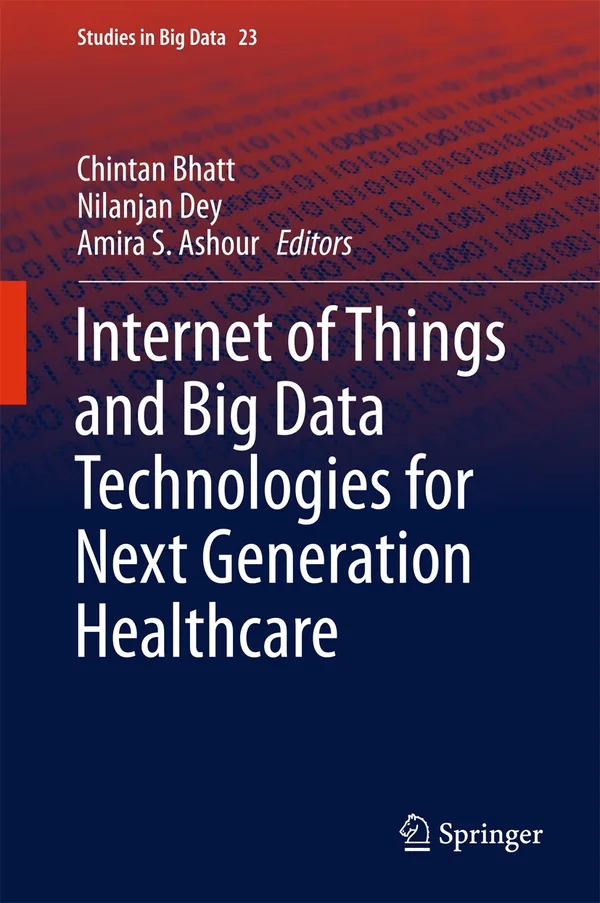 Studies in Big Data 23
Chintan Bhatt
Nilanjan Dey
Amira S. Ashour Editors
Internet of Things
and Big Data
Technologies for
Next Generation
Healthcare
Springer